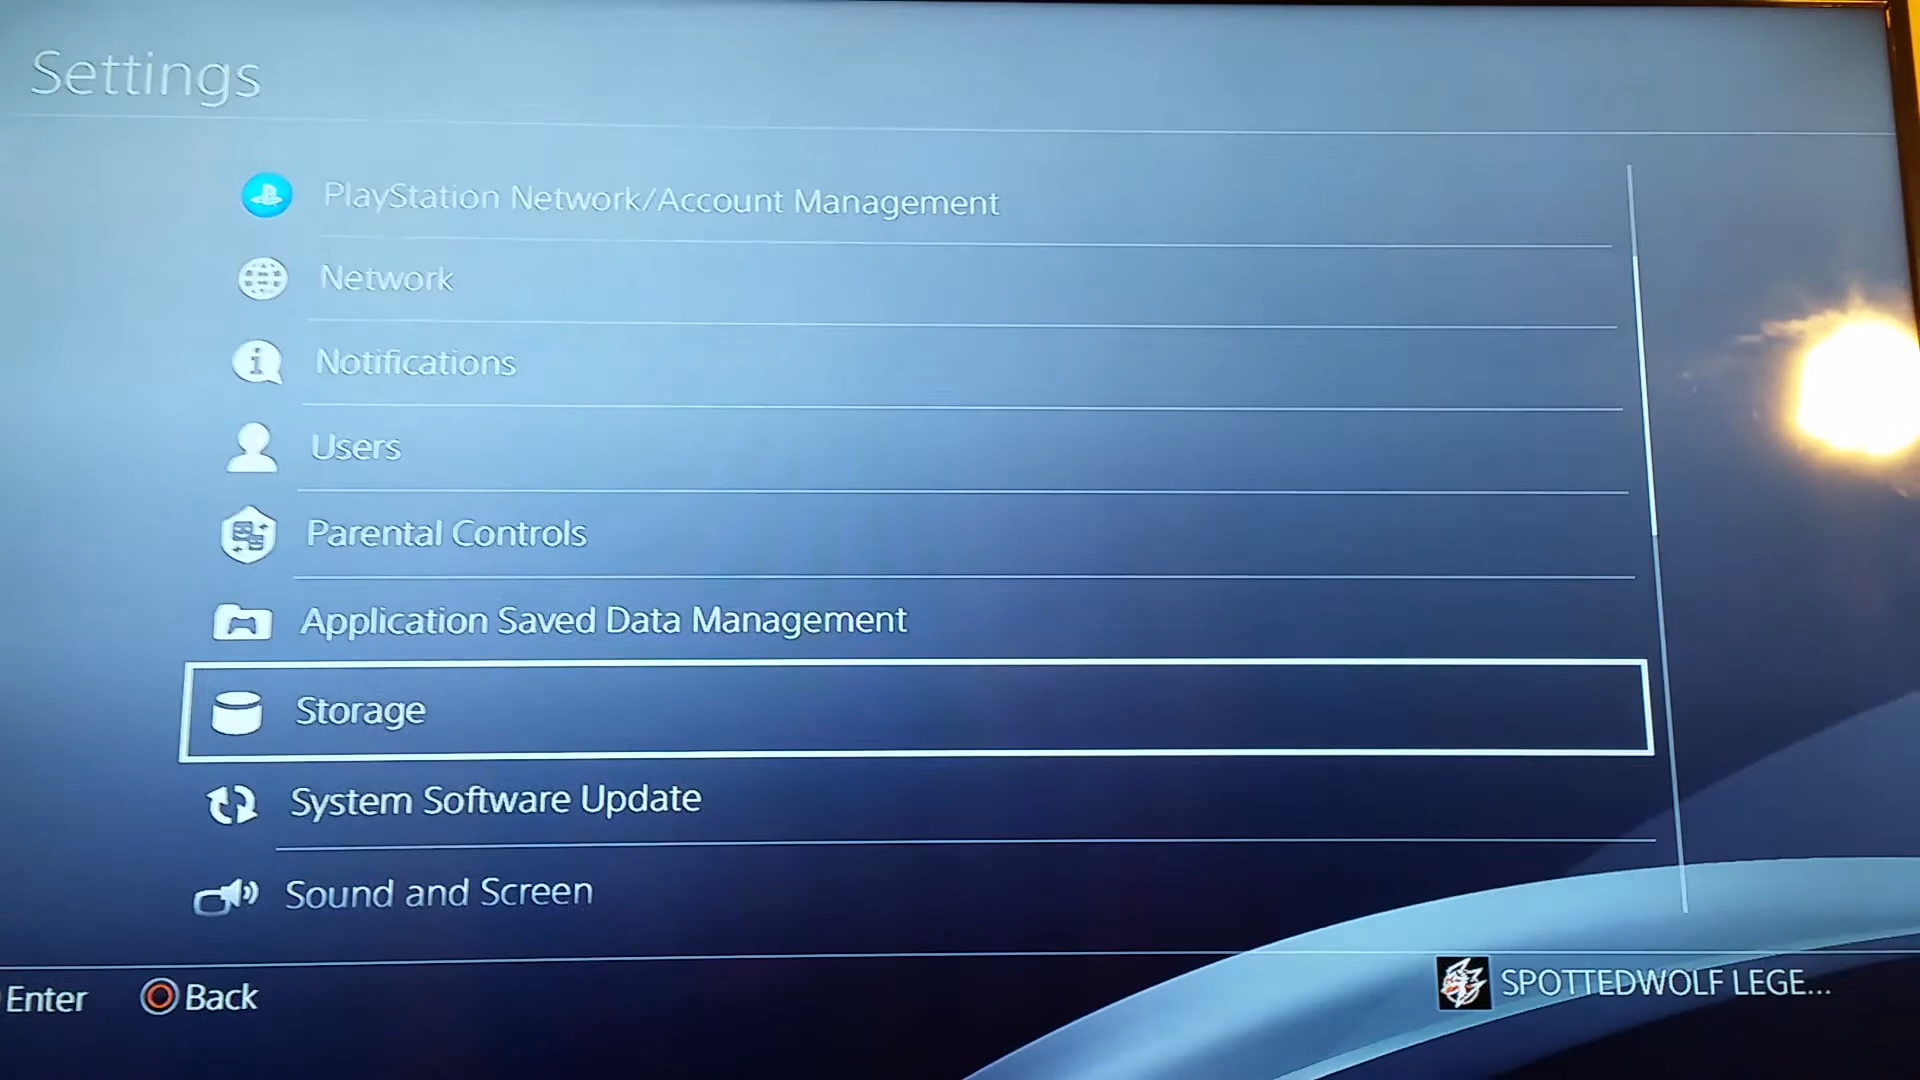 Settings
PlayStation Network/Account Management
Network
Notifications
Users
Parental Controls
Application Saved Data Management
Storage
System Software Update
Sound and Screen
Enter
Back
SPOTTEDWOLF LEGE...